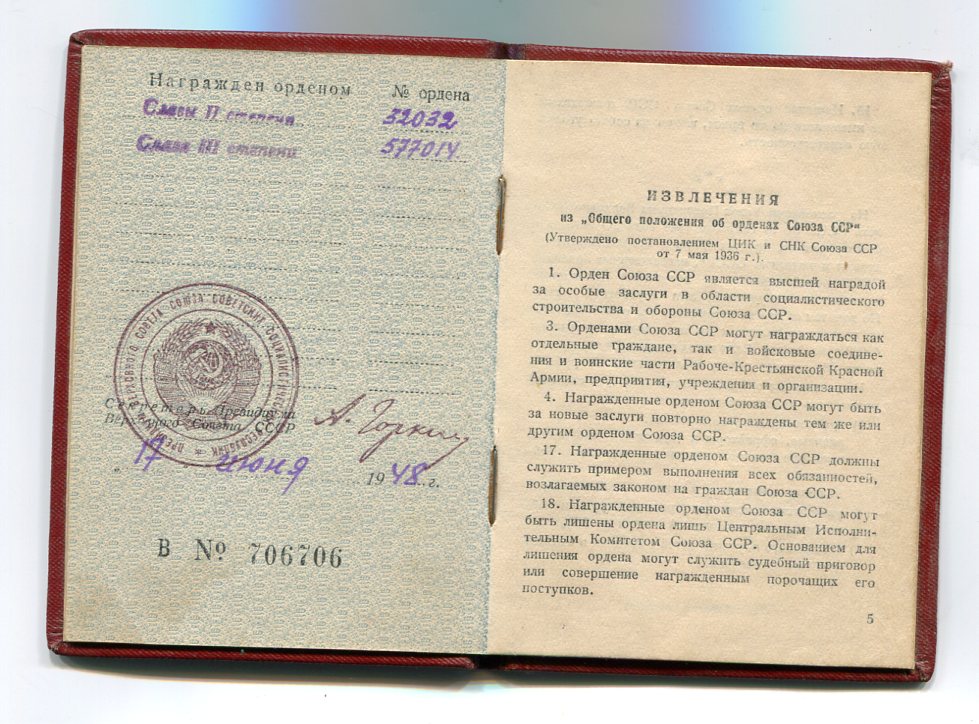 Награжден орденом № ордена
Славы II степени 32032
Слава III степени 577014
Секретарь Президиума
Верховного Совета СССР
А. Горкин
"17 июня 1948 г.
В № 706706
ИЗВЛЕЧЕНИЯ
из „Общего положения об орденах Союза ССР"
(Утверждено постановлением ЦИК и СНК Союза ССР
от 7 мая 1936 г.).
1. Орден Союза ССР является высшей наградой
за особые заслуги в области социалистического
строительства и обороны Союза ССР.
3. Орденами Союза ССР могут награждаться как
отдельные граждане, так и войсковые соедине-
ния и воинские части Рабоче-Крестьянской Красной
Армии, предприятия, учреждения и организации.
4. Награжденные орденом Союза ССР могут быть
за новые заслуги повторно награждены тем же или
другим орденом Союза ССР.
17. Награжденные орденом Союза ССР должны
служить примером выполнения всех обязанностей,
возлагаемых законом на граждан Союза ССР.
18. Награжденные орденом Союза ССР могут
быть лишены ордена лишь Центральным Исполни-
тельным Комитетом Союза ССР. Основанием для
лишения ордена могут служить судебный приговор
или совершение награжденным порочащих его
поступков.
5